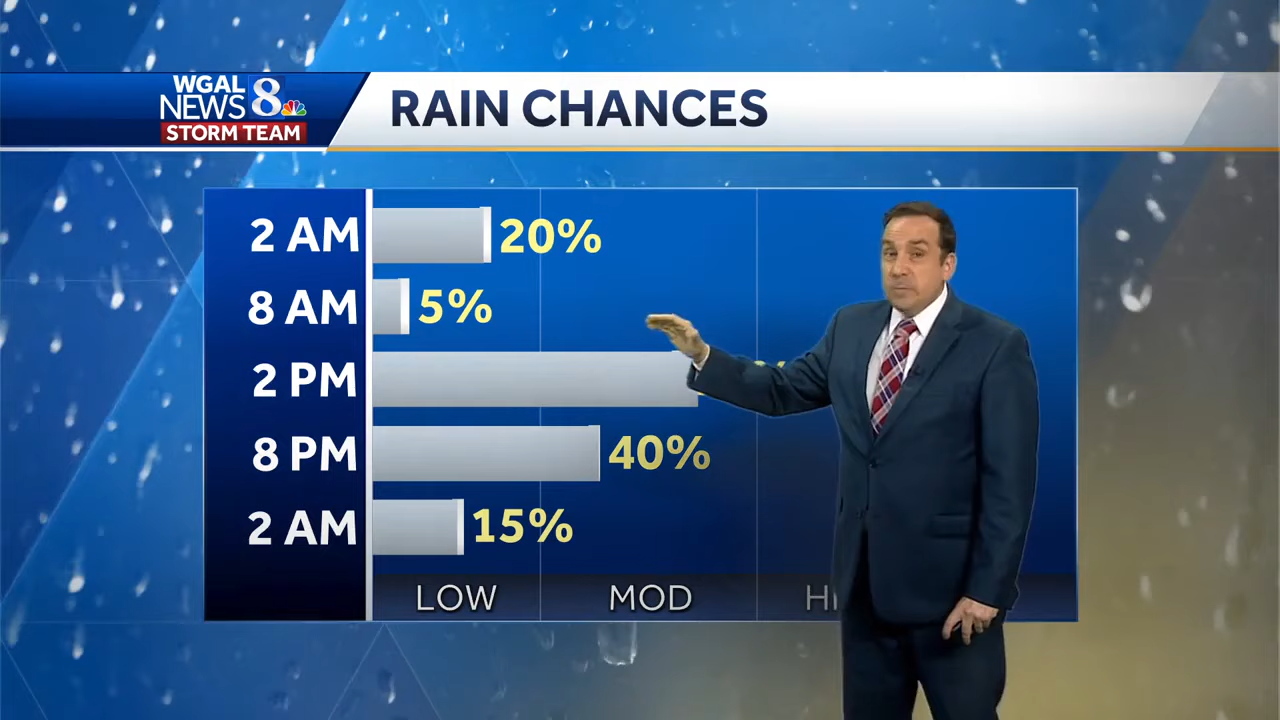 WGAL
NEWS 8
STORM TEAM
RAIN CHANCES
2 AM 20%
8 AM 5%
2 PM
8 PM 40%
2 AM 15%
LOW MOD